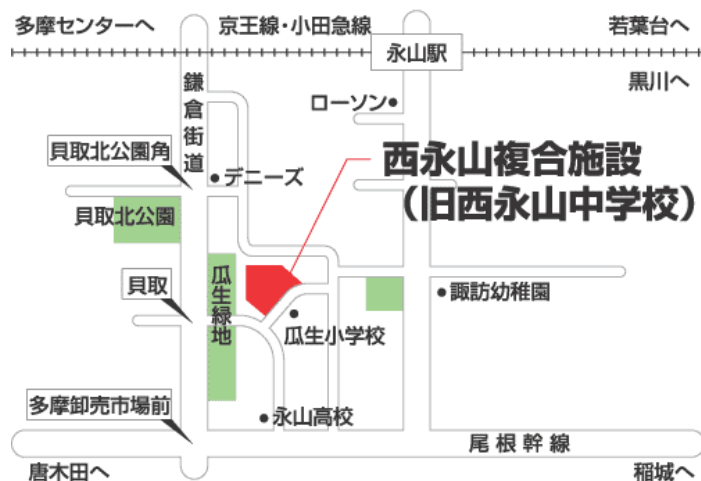 多摩センターへ
京王線・小田急線
若葉台へ
永山駅
黒川へ
鎌倉街道
ローソン
貝取北公園角
デニーズ
西永山複合施設
（旧西永山中学校）
貝取北公園
貝取
瓜生緑地
諏訪幼稚園
瓜生小学校
多摩卸売市場前
永山高校
尾根幹線
唐木田へ
稲城へ